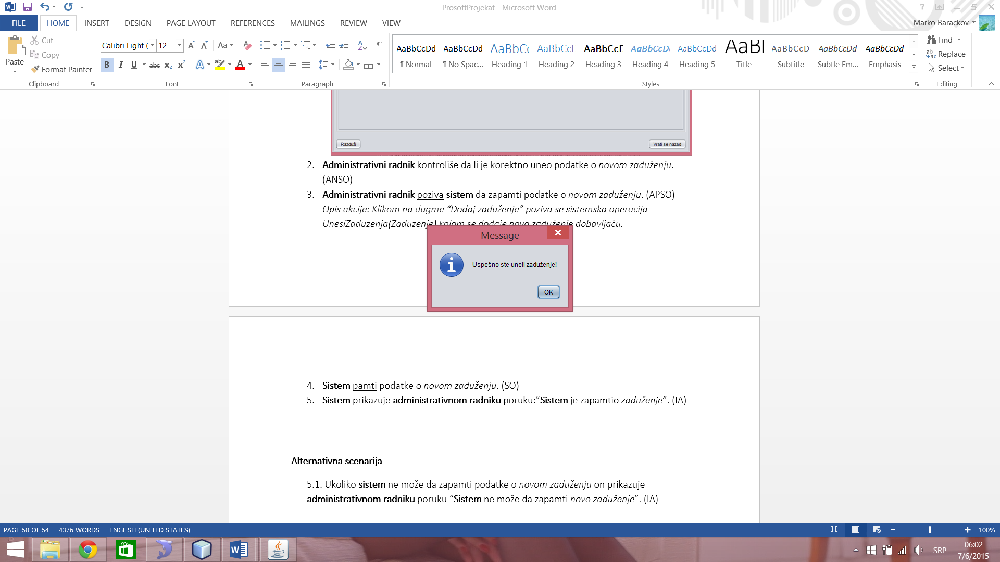 ProsoftProjekat - Microsoft Word
FILE HOME INSERT DESIGN PAGE LAYOUT REFERENCES MAILINGS REVIEW VIEW
Marko Barackov
Paste
Cut
Copy
Format Painter
Clipboard
Calibri Light ( 12
Font
Paragraph
AaBbCcDd AaBbCcDd AaBbCc AaBbCcD AaBbCcD AaBbCcDd AaBbCcDd AaB AaBbCcD AaBbCcDd AaBbCcDd
¶ Normal ¶ No Spac... Heading 1 Heading 2 Heading 3 Heading 4 Heading 5 Title Subtitle Subtle Em... Emphasis
Styles
Find
Replace
Select
Editing
Razduži Vrati se nazad
2. Administrativni radnik kontroliše da li je korektno uneo podatke o novom zaduženju.
(ANSO)
3. Administrativni radnik poziva sistem da zapamti podatke o novom zaduženju. (APSO)
Opis akcije: Klikom na dugme “Dodaj zaduženje” poziva se sistemska operacija
UnesiZaduzenja(Zaduzenje) kojom se dodaje novo zaduženje dobavljaču.
Message
Uspešno ste uneli zaduženje!
OK
4. Sistem pamti podatke o novom zaduženju. (SO)
5. Sistem prikazuje administrativnom radniku poruku:”Sistem je zapamtio zaduženje”. (IA)
Alternativna scenarija
5.1. Ukoliko sistem ne može da zapamti podatke o novom zaduženju on prikazuje
administrativnom radniku poruku “Sistem ne može da zapamti novo zaduženje”. (IA)
PAGE 50 OF 54 4376 WORDS ENGLISH (UNITED STATES) 100%
SRP
06:02
7/6/2015